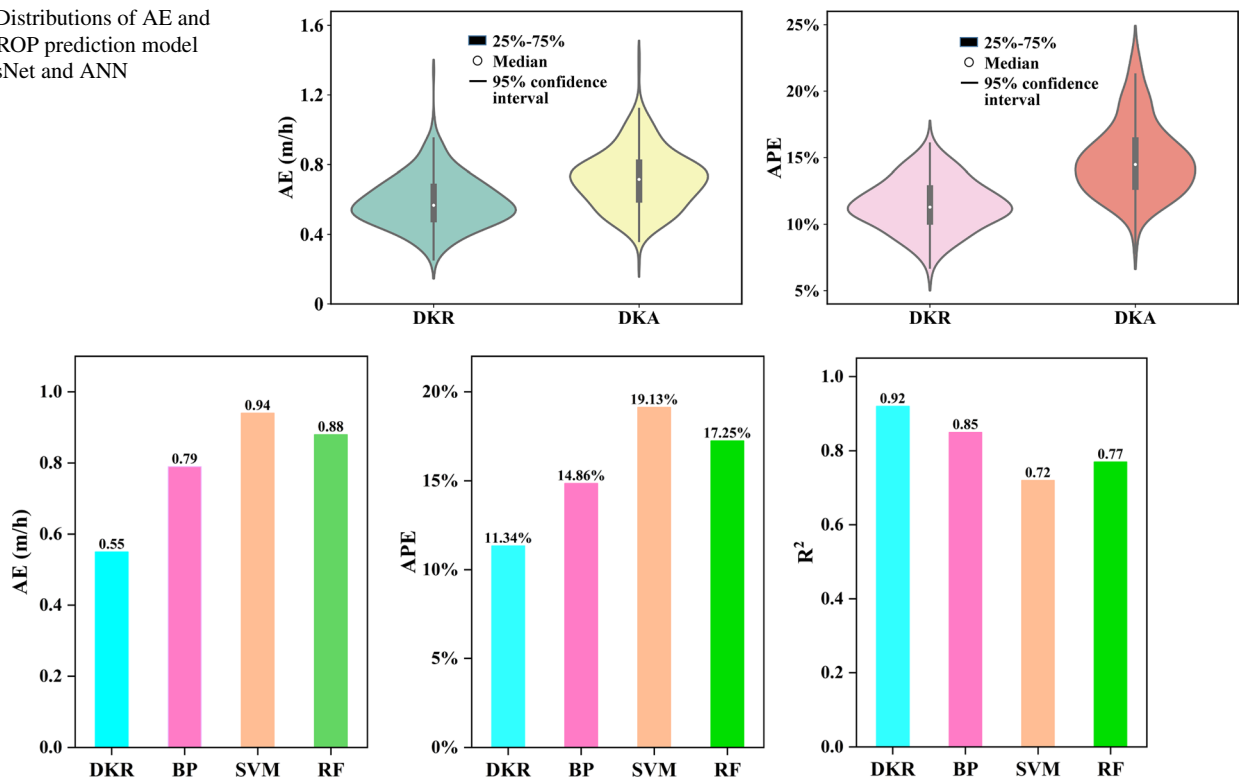 Distributions of AE and
ROP prediction model
sNet and ANN
AE (m/h)
1.6
1.2
0.8
0.4
0
25%-75%
Median
95% confidence
interval
DKR DKA
APE
25%
20%
15%
10%
5%
25%-75%
Median
95% confidence
interval
DKR DKA
AE (m/h)
1.0
0.8
0.6
0.4
0.2
0.0
0.55
0.79
0.94
0.88
DKR BP SVM RF
APE
20%
15%
10%
5%
0%
11.34%
14.86%
19.13%
17.25%
DKR BP SVM RF
R²
1.0
0.8
0.6
0.4
0.2
0.0
0.92
0.85
0.72
0.77
DKR BP SVM RF